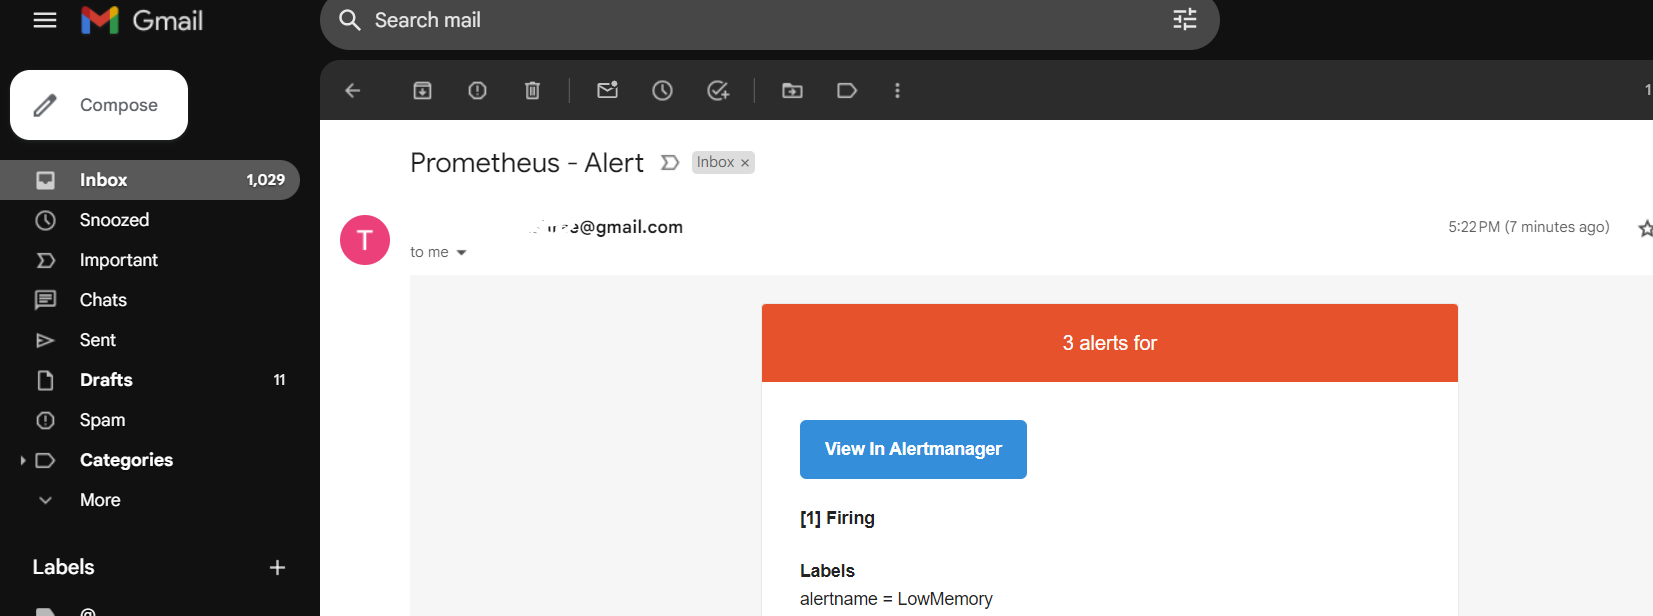 Gmail
Search mail
Compose
Inbox 1,029
Snoozed
Important
Chats
Sent
Drafts 11
Spam
Categories
More
Labels
@
1
Prometheus - Alert Inbox ×
T
@gmail.com 5:22 PM (7 minutes ago)
to me
3 alerts for
View In Alertmanager
[1] Firing
Labels
alertname = LowMemory